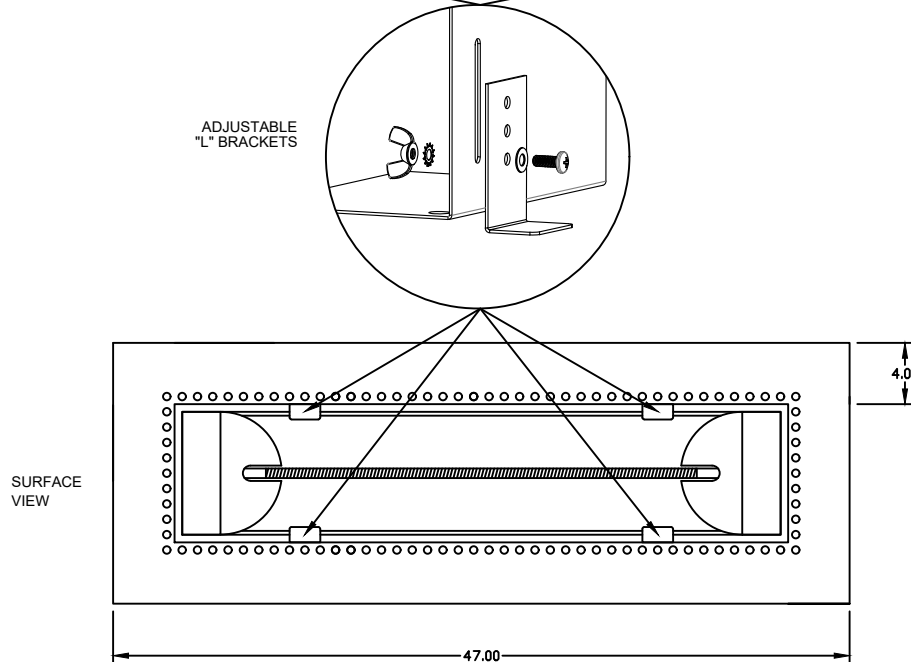 ADJUSTABLE
"L" BRACKETS
4.0
SURFACE
VIEW
47.00